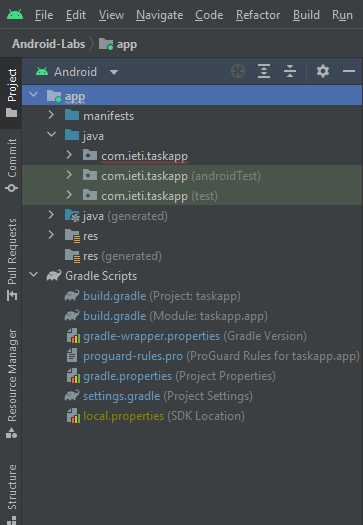 File Edit View Navigate Code Refactor Build Run
Android-Labs app
Project
Android
app
manifests
java
com.ieti.taskapp
com.ieti.taskapp (androidTest)
com.ieti.taskapp (test)
java (generated)
res
res (generated)
Gradle Scripts
build.gradle (Project: taskapp)
build.gradle (Module: taskapp.app)
gradle-wrapper.properties (Gradle Version)
proguard-rules.pro (ProGuard Rules for taskapp.app)
gradle.properties (Project Properties)
settings.gradle (Project Settings)
local.properties (SDK Location)
Commit
Pull Requests
Resource Manager
Structure